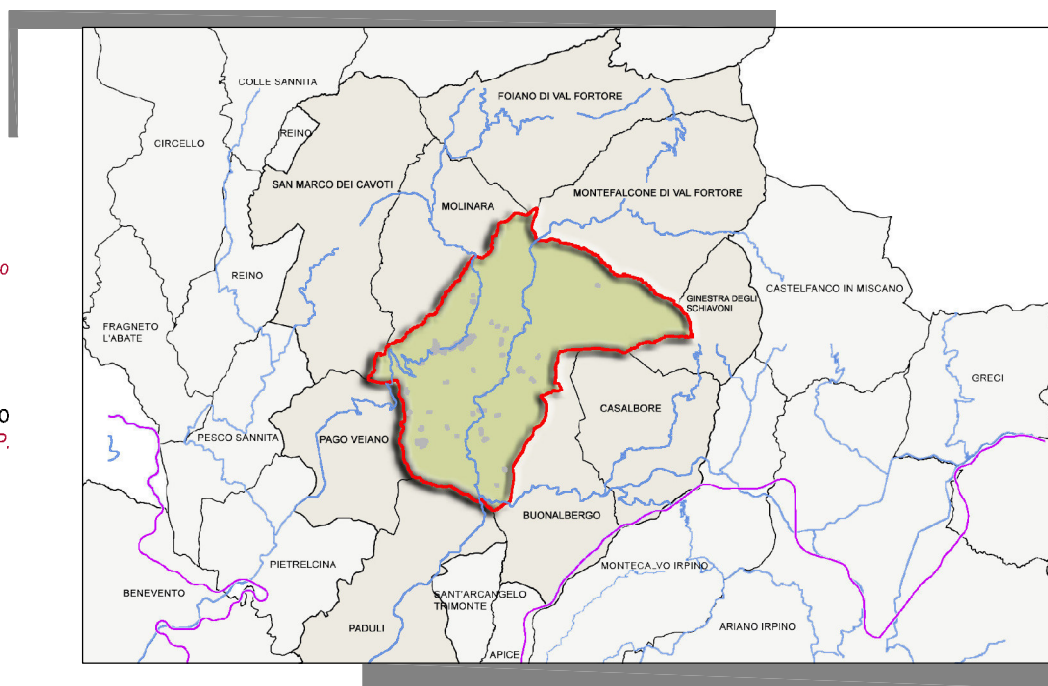 COLLE SANNITA
FOIANO DI VAL FORTORE
REINO
CIRCELLO
SAN MARCO DEI CAVOTI
MONTEFALCONE DI VAL FORTORE
MOLINARA
REINO
CASTELFANCO IN MISCANO
GINESTRA DEGLI
SCHIAVONI
FRAGNETO
L'ABATE
GRECI
CASALBORE
PESCO SANNITA
PAGO VEIANO
BUONALBERGO
PIETRELCINA
MONTECALVO IRPINO
BENEVENTO
SANT'ARCANGELO
TRIMONTE
PADULI
ARIANO IRPINO
APICE